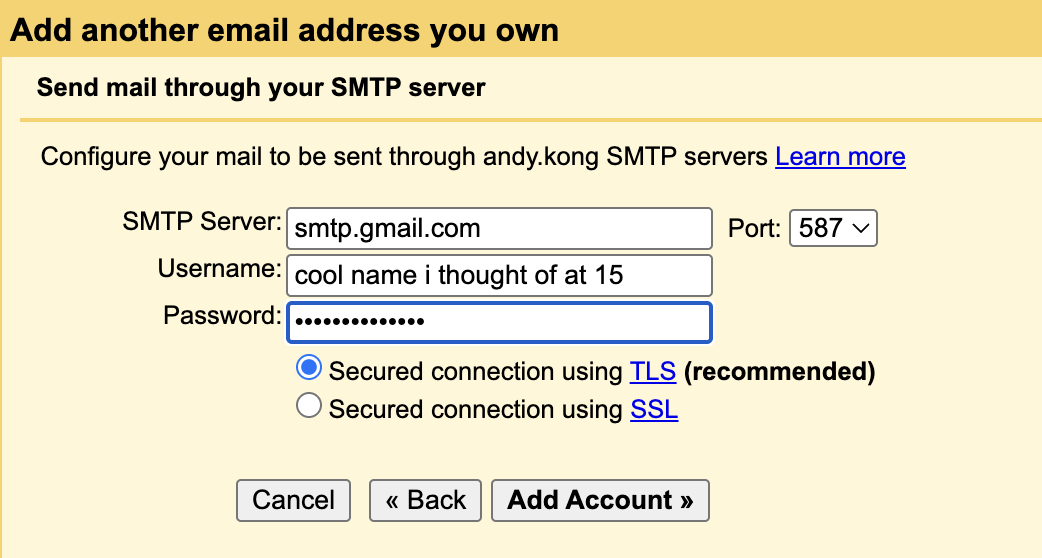 Add another email address you own
Send mail through your SMTP server
Configure your mail to be sent through andy.kong SMTP servers Learn more
SMTP Server: smtp.gmail.com Port: 587
Username: cool name i thought of at 15
Password: ••••••••••••••
Secured connection using TLS (recommended)
Secured connection using SSL
Cancel « Back Add Account »